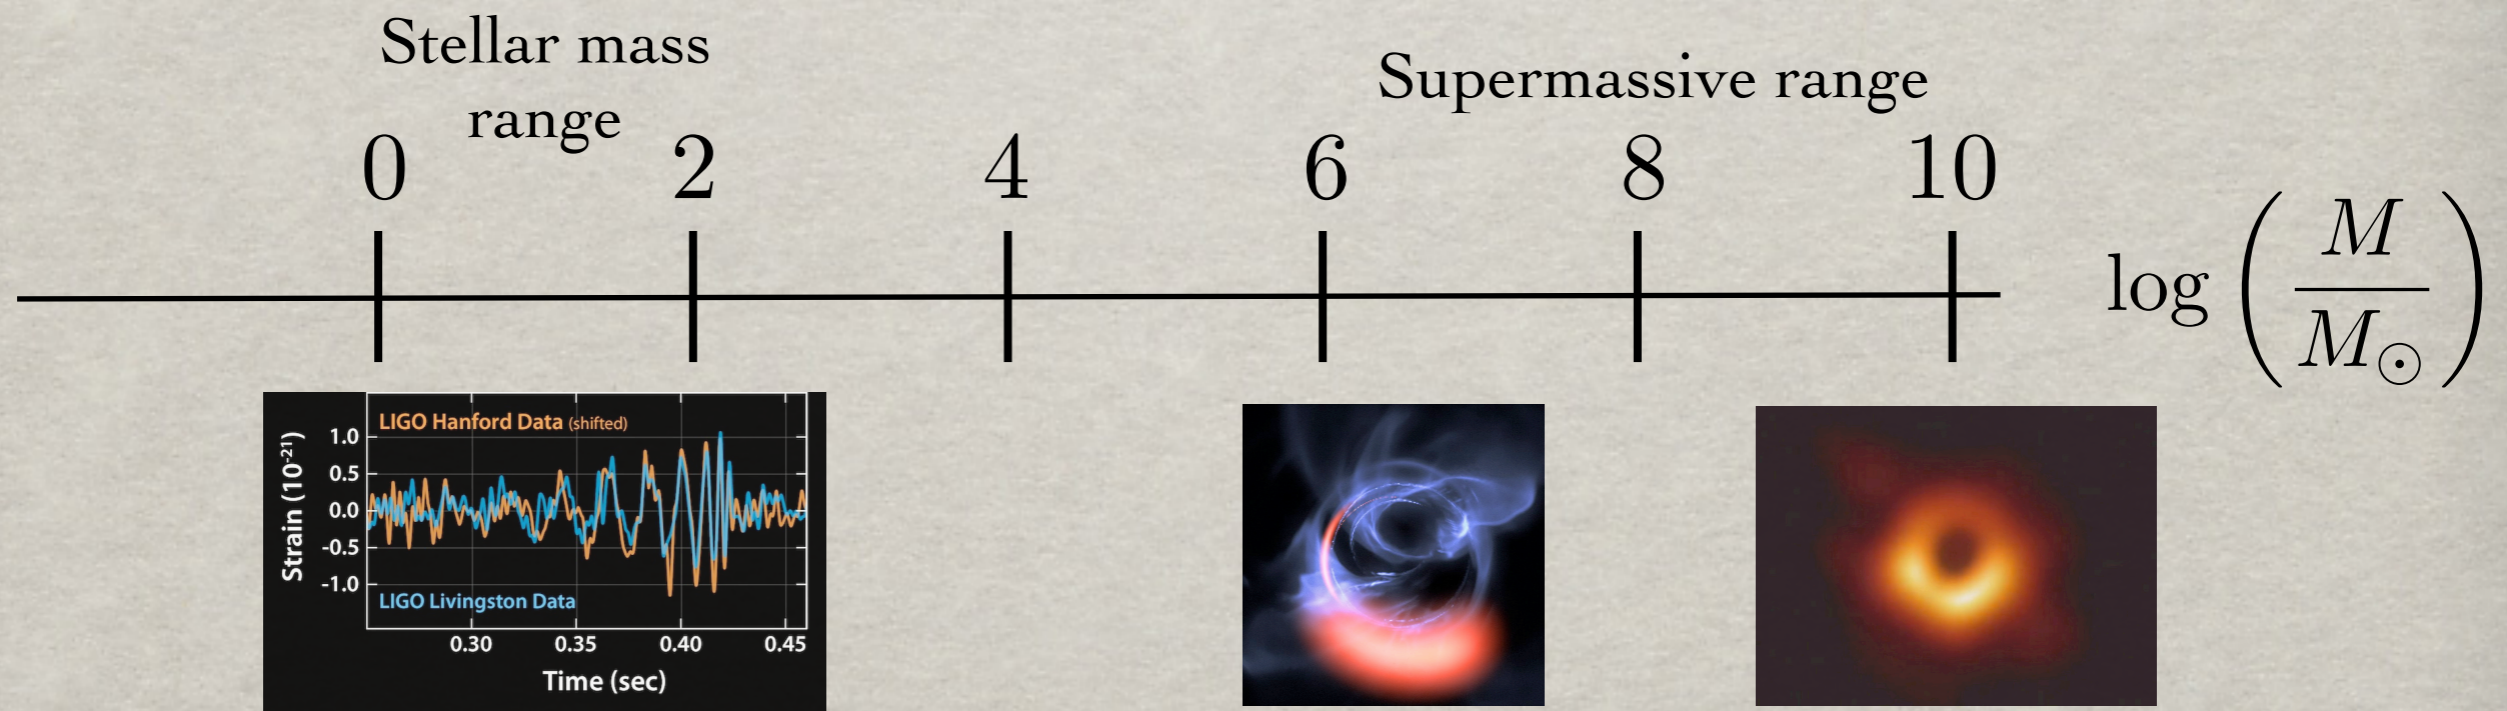 Stellar mass
range
Supermassive range
0 2 4 6 8 10
log (M/M☉)
LIGO Hanford Data (shifted)
1.0
0.5
0.0
-0.5
-1.0
Strain (10⁻²¹)
LIGO Livingston Data
0.30 0.35 0.40 0.45
Time (sec)